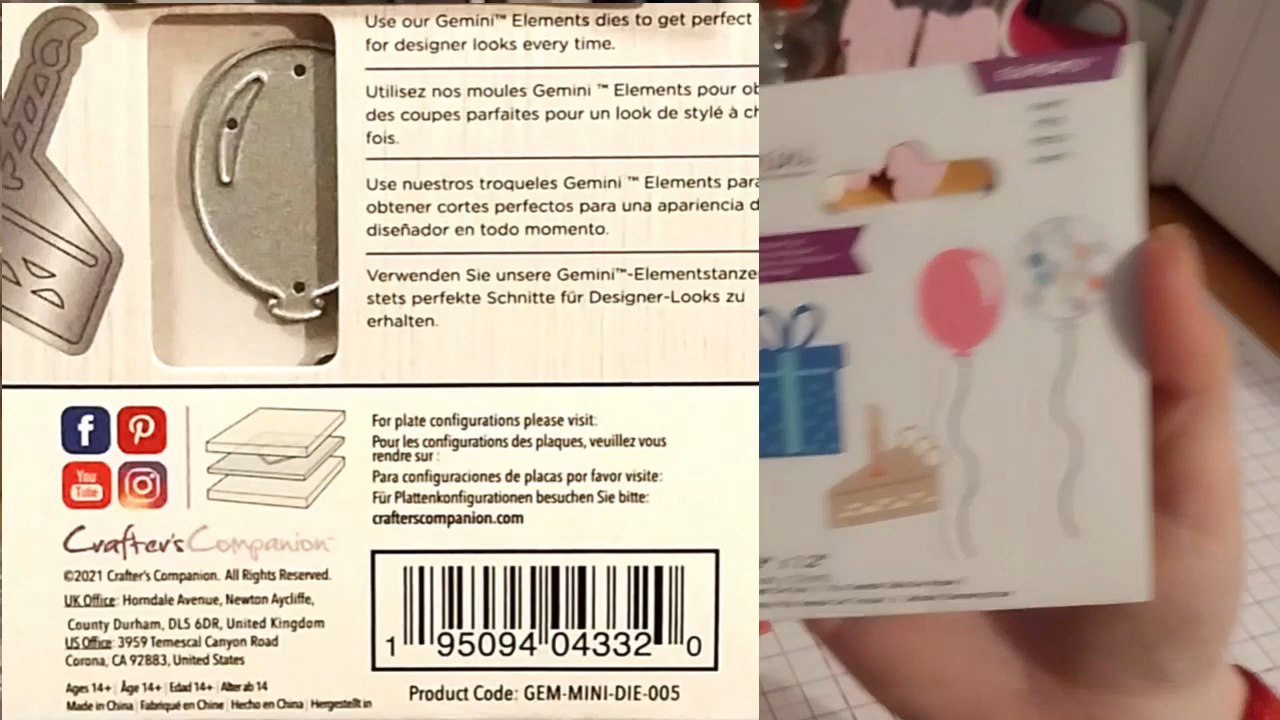 Use our Gemini™ Elements dies to get perfect
for designer looks every time.
Utilisez nos moules Gemini ™ Elements pour ob
des coupes parfaites pour un look de stylé à ch
fois.
Use nuestros troqueles Gemini ™ Elements para
obtener cortes perfectos para una apariencia d
diseñador en todo momento.
Verwenden Sie unsere Gemini™-Elementstanze
stets perfekte Schnitte für Designer-Looks zu
erhalten.
f
You
Tube
For plate configurations please visit:
Pour les configurations des plaques, veuillez vous
rendre sur :
Para configuraciones de placas por favor visite:
Für Plattenkonfigurationen besuchen Sie bitte:
crafterscompanion.com
Crafter's Companion™
©2021 Crafter's Companion. All Rights Reserved.
UK Office: Horndale Avenue, Newton Aycliffe,
County Durham, DL5 6DR, United Kingdom
US Office: 3959 Temescal Canyon Road
Corona, CA 92883, United States
Ages 14+ | Âge 14+ | Edad 14+ | Alter ab 14
Made in China | Fabriqué en Chine | Hecho en China | Hergestellt in
1 95094 04332 0
Product Code: GEM-MINI-DIE-005